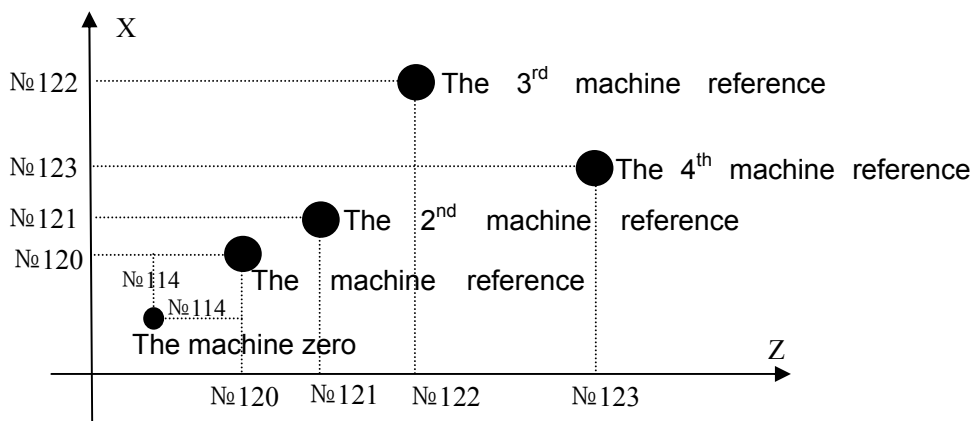 X
№122
The 3rd machine reference
№123
The 4th machine reference
№121
The 2nd machine reference
№120
№114
The machine reference
№114
The machine zero
Z
№120
№121
№122
№123